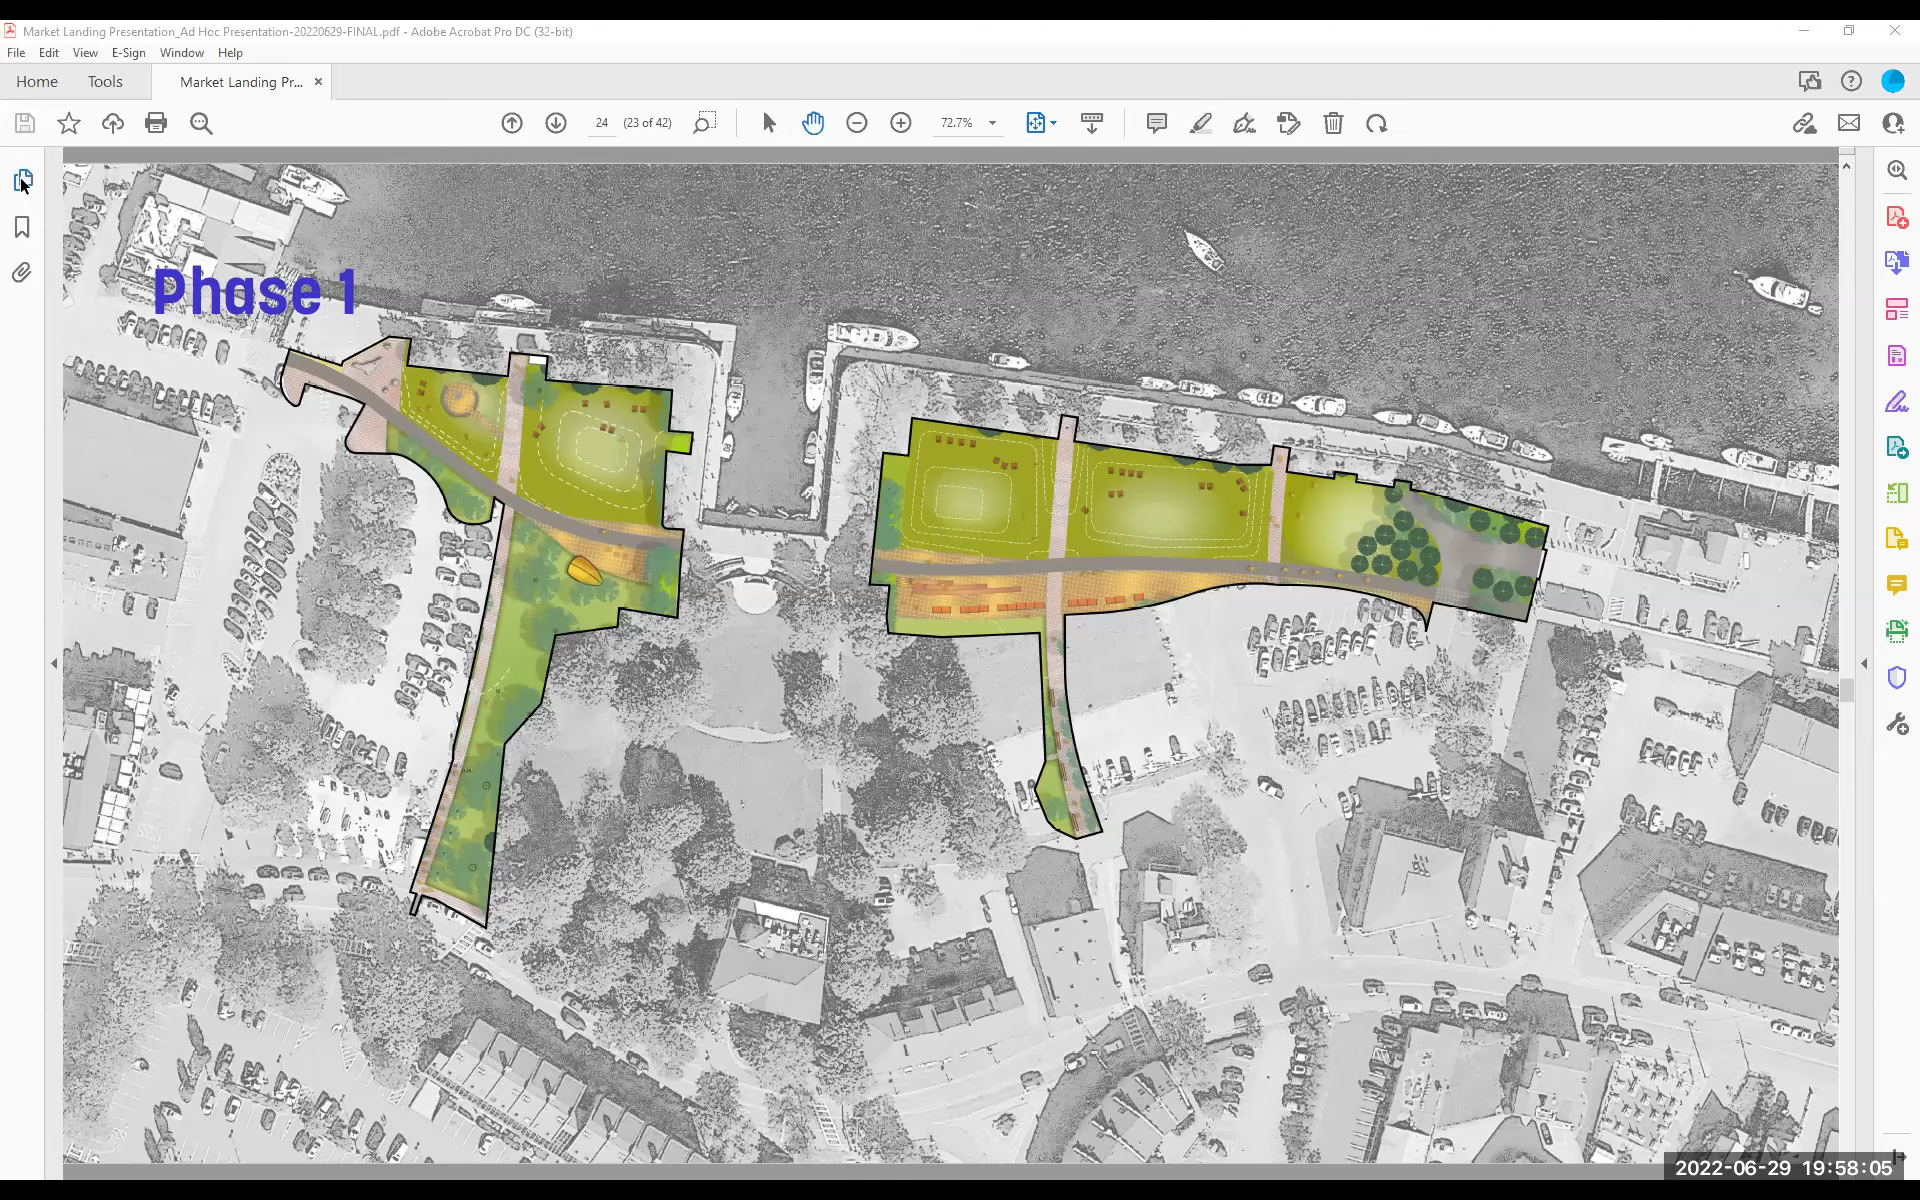 Market Landing Presentation_Ad Hoc Presentation-20220629-FINAL.pdf - Adobe Acrobat Pro DC (32-bit)
File Edit View E-Sign Window Help
Home Tools Market Landing Pr... ×
24 (23 of 42) 72.7%
Phase 1
2022-06-29 19:58:05